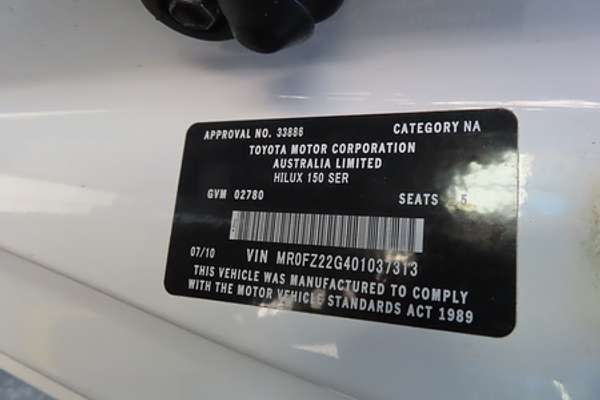 APPROVAL NO. 33886 CATEGORY NA
TOYOTA MOTOR CORPORATION
AUSTRALIA LIMITED
HILUX 150 SER
GVM 02780 SEATS 5
07/10 VIN MR0FZ22G401037313
THIS VEHICLE WAS MANUFACTURED TO COMPLY
WITH THE MOTOR VEHICLE STANDARDS ACT 1989